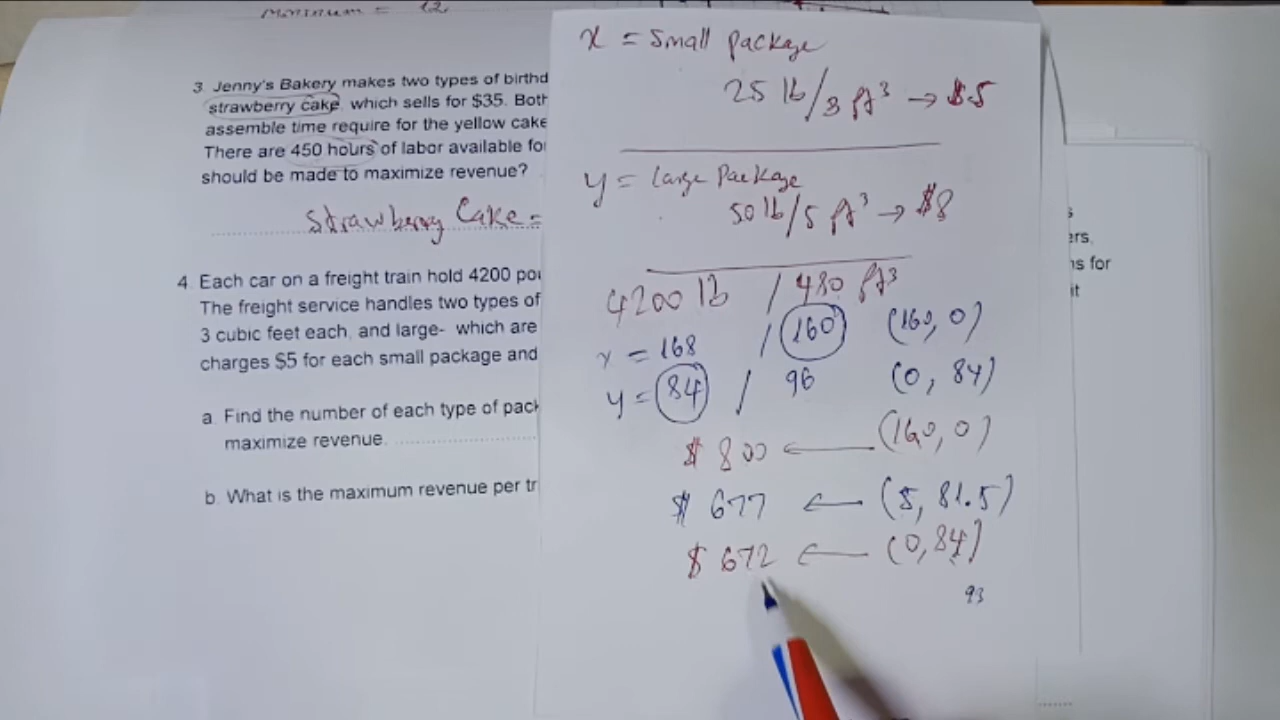 Minimum = 12
3. Jenny's Bakery makes two types of birthd
strawberry cake, which sells for $35. Both
assemble time require for the yellow cake
There are 450 hours of labor available fo
should be made to maximize revenue?
Strawberry Cake =
4. Each car on a freight train hold 4200 pou
The freight service handles two types of
3 cubic feet each, and large- which are
charges $5 for each small package and
a. Find the number of each type of pack
maximize revenue.
b. What is the maximum revenue per tr
x = Small package
25 lb/3 ft³ → $5
y = large Package
50 lb/5 ft³ → $8
4200 lb / 480 ft³
x = 168 / 160 (160, 0)
y = 84 / 96 (0, 84)
$ 800 ← (160, 0)
$ 677 ← (5, 81.5)
$ 672 ← (0, 84)
93
s
ers,
s for
it